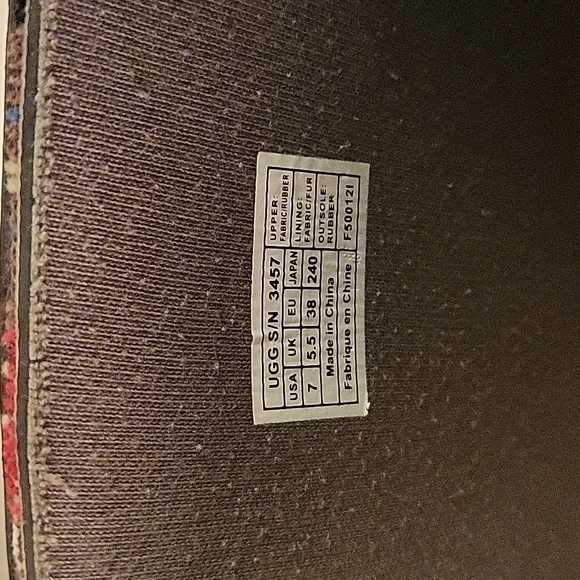 UGG S/N 3457
USA UK EU JAPAN
7 5.5 38 240
Made in China
Fabrique en Chine
UPPER:
FABRIC/RUBBER
LINING:
FABRIC/FUR
OUTSOLE:
RUBBER
F50012I